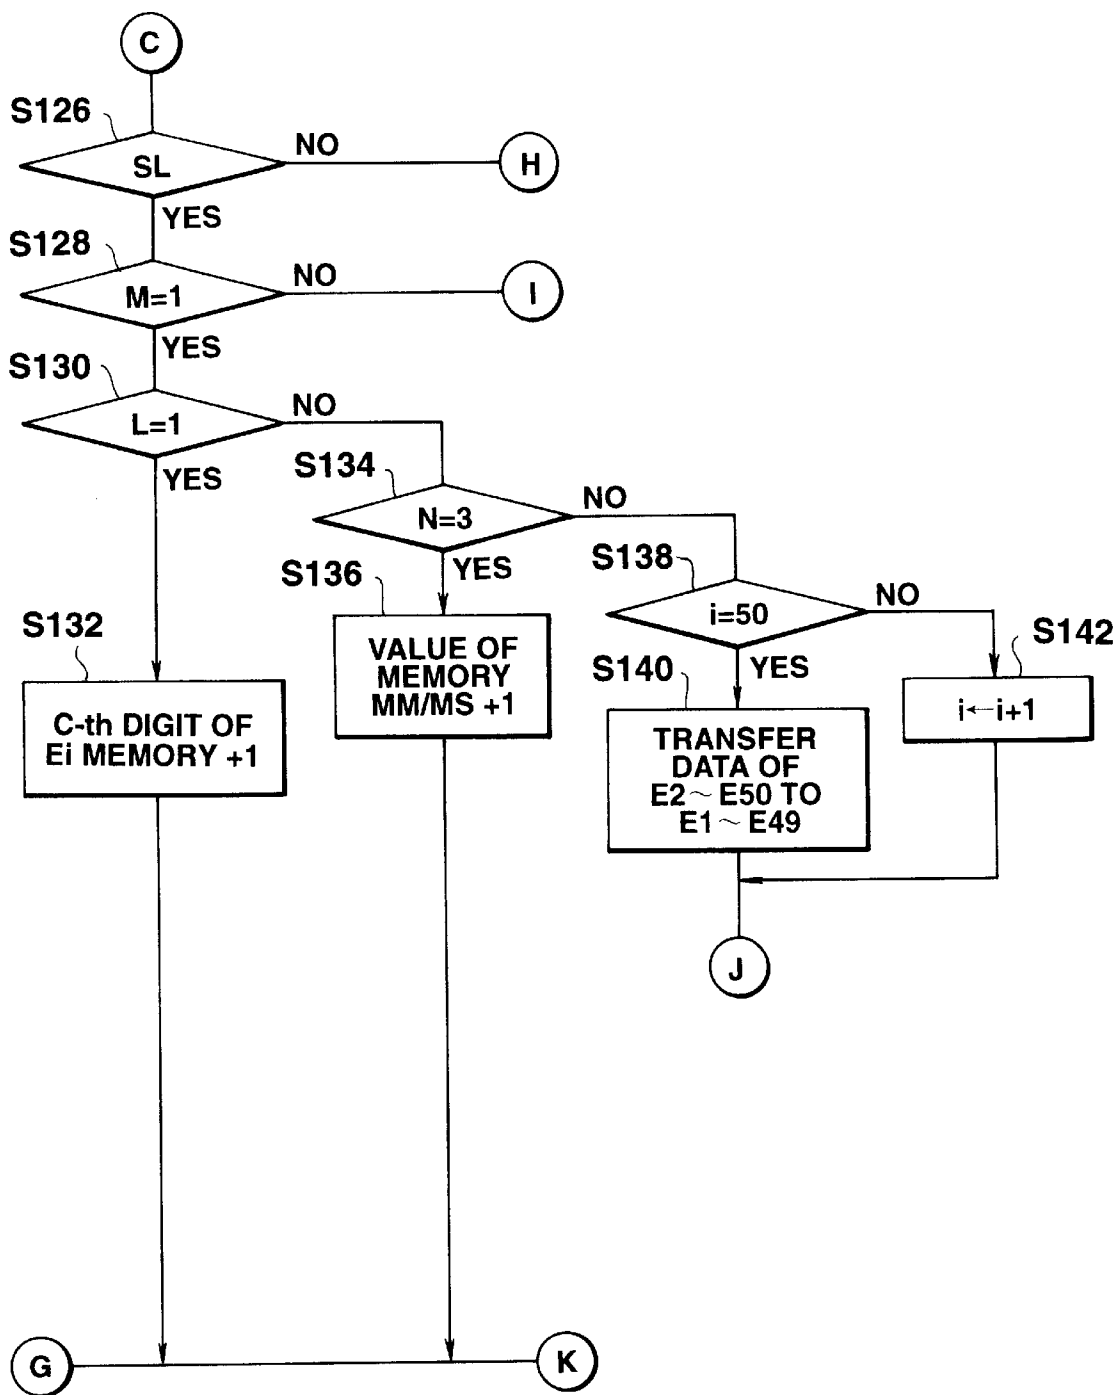 C
S126
SL
NO
H
YES
S128
M=1
NO
I
YES
S130
L=1
NO
YES
S134
N=3
NO
YES
S138
i=50
NO
YES
S136
VALUE OF
MEMORY
MM/MS +1
S132
C-th DIGIT OF
Ei MEMORY +1
S142
i←i+1
S140
TRANSFER
DATA OF
E2～E50 TO
E1～E49
J
G
K